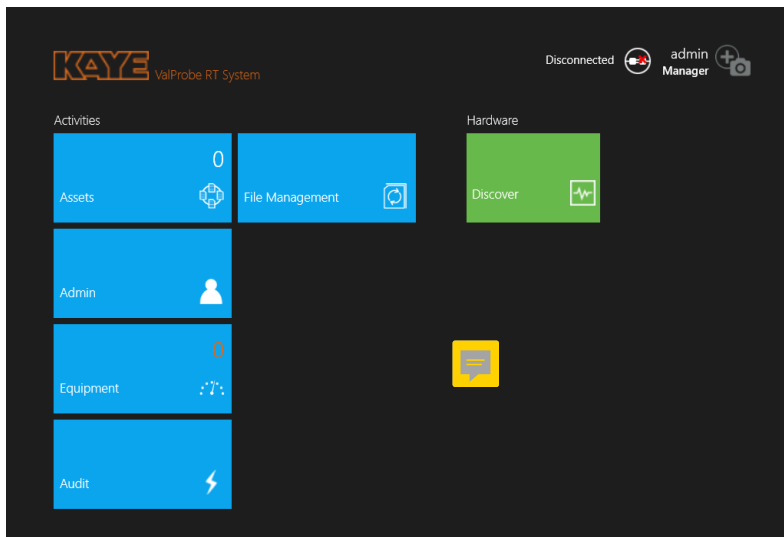 KAYE ValProbe RT System
Disconnected
admin
Manager
Activities
Hardware
0
Assets
File Management
Discover
Admin
0
Equipment
Audit